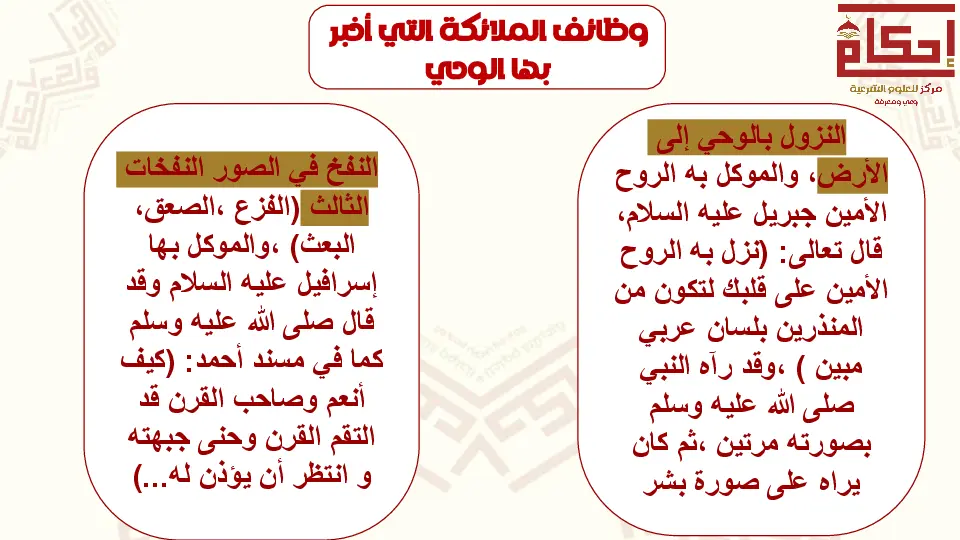 وظائف الملائكة التي أخبر
بها الوحي
إحكام
مركز للعلوم الشرعية
وعي ومعرفة
النزول بالوحي إلى
الأرض، والموكل به الروح
الأمين جبريل عليه السلام،
قال تعالى: (نزل به الروح
الأمين على قلبك لتكون من
المنذرين بلسان عربي
مبين ) ،وقد رآه النبي
صلى الله عليه وسلم
بصورته مرتين ،ثم كان
يراه على صورة بشر
النفخ في الصور النفخات
الثالث (الفزع ،الصعق،
البعث) ،والموكل بها
إسرافيل عليه السلام وقد
قال صلى الله عليه وسلم
كما في مسند أحمد: (كيف
أنعم وصاحب القرن قد
التقم القرن وحنى جبهته
و انتظر أن يؤذن له...)